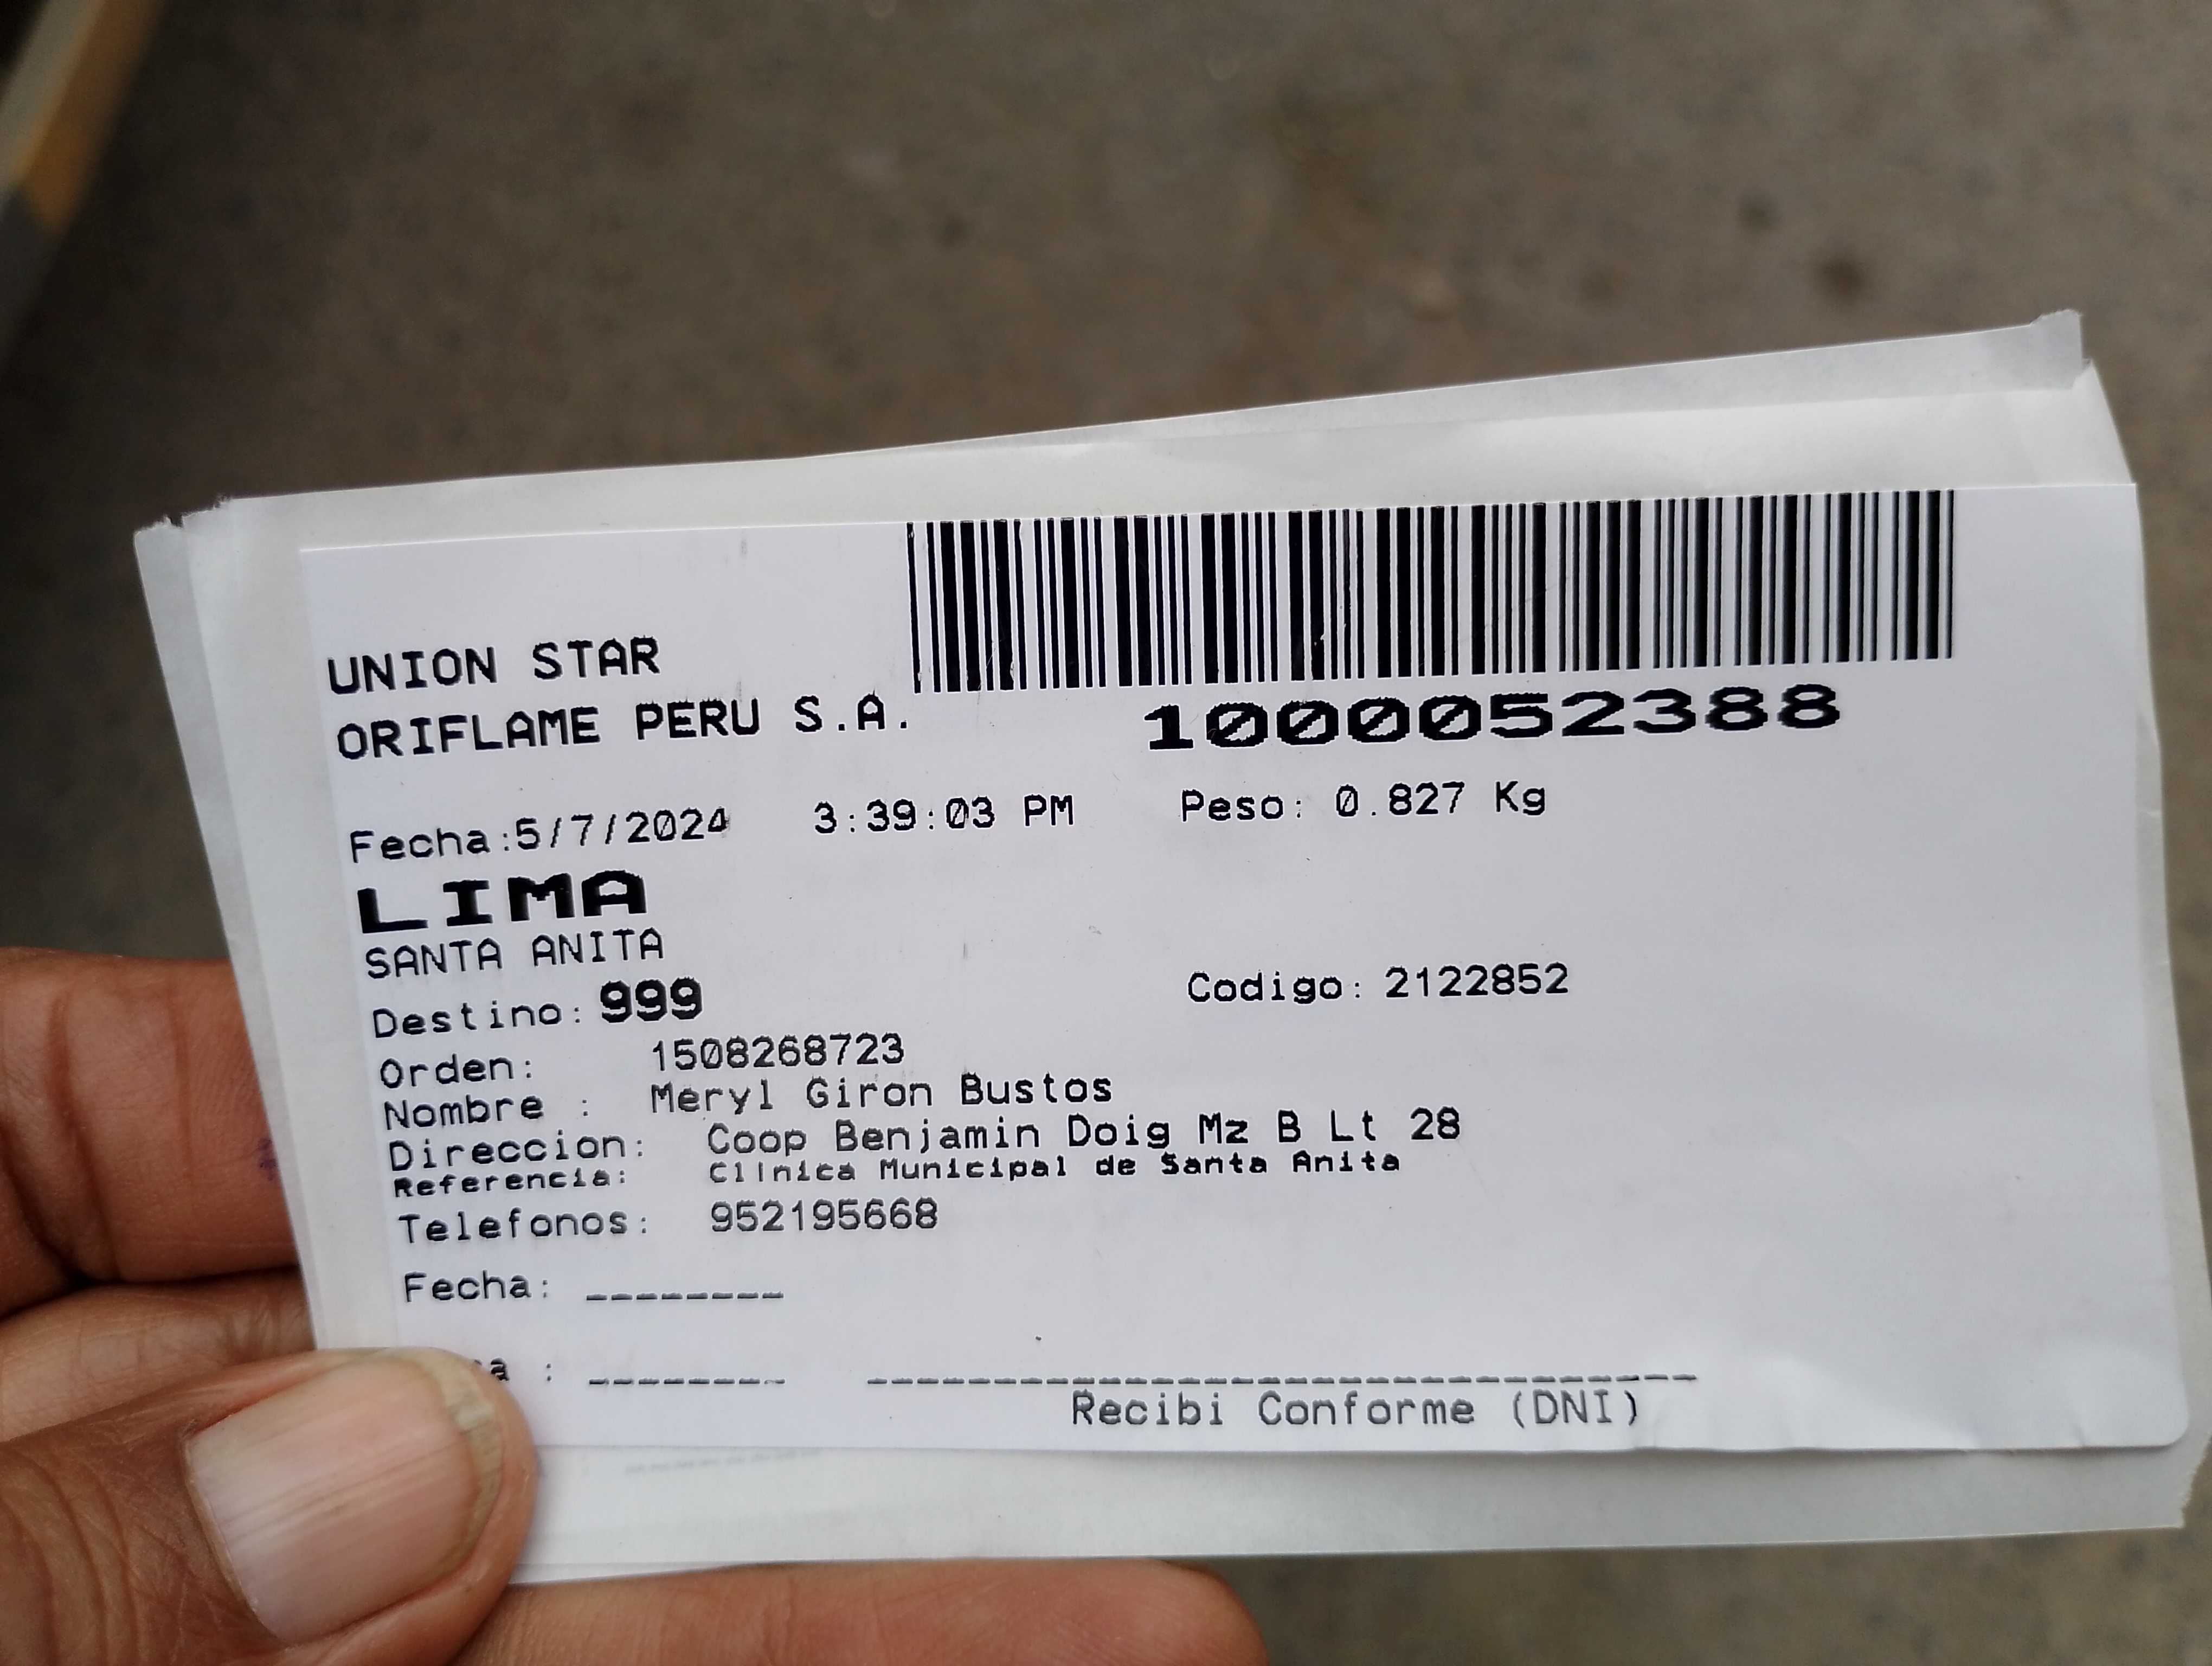 UNION STAR
ORIFLAME PERU S.A.
1000052388
Fecha:5/7/2024 3:39:03 PM Peso: 0.827 Kg
LIMA
SANTA ANITA
Destino: 999 Codigo: 2122852
Orden: 1508268723
Nombre : Meryl Giron Bustos
Direccion: Coop Benjamin Doig Mz B Lt 28
Referencia: Clinica Municipal de Santa Anita
Telefonos: 952195668
Fecha: ________
a : ________
Recibi Conforme (DNI)